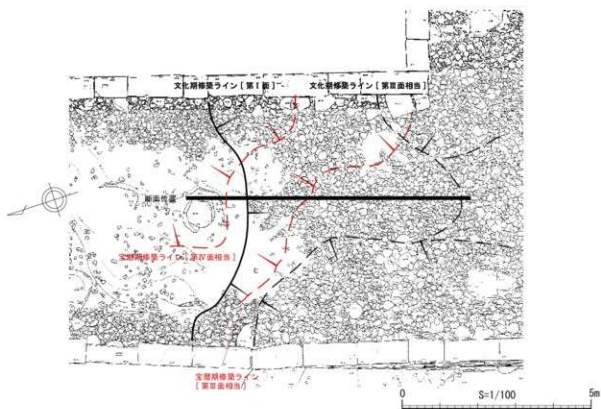 文化期修築ライン [ 第Ⅰ面 ]
文化期修築ライン [ 第Ⅲ面相当 ]
断面位置
宝暦期修築ライン [ 第Ⅳ面相当 ]
宝暦期修築ライン
[ 第Ⅲ面相当 ]
0 S=1/100 5m